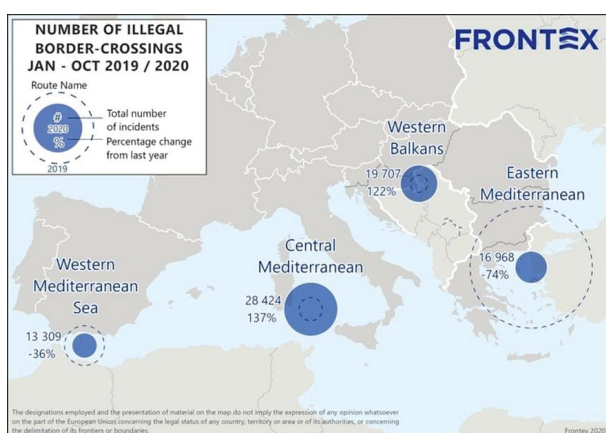 NUMBER OF ILLEGAL
BORDER-CROSSINGS
JAN - OCT 2019 / 2020
Route Name
#
2020
%
2019
Total number
of incidents
Percentage change
from last year
FRONTEX
Western
Balkans
19 707
122%
Eastern
Mediterranean
16 968
-74%
Central
Mediterranean
28 424
137%
Western
Mediterranean
Sea
13 309
-36%
The designations employed and the presentation of material on the map do not imply the expression of any opinion whatsoever
on the part of the European Union concerning the legal status of any country, territory or area or of its authorities, or concerning
the delimitation of its frontiers or boundaries.
Frontex 2020